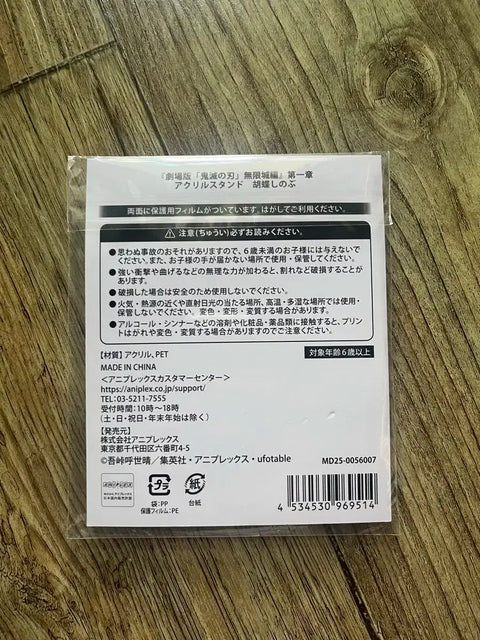 『劇場版「鬼滅の刃」無限城編』第一章
アクリルスタンド　胡蝶しのぶ
両面に保護用フィルムがついています。はがしてご利用ください。
⚠ 注意(ちゅうい)必ずお読みください。
●思わぬ事故のおそれがありますので、6歳未満のお子様には与えないで
ください。また、お子様の手が届かない場所で使用・保管してください。
●強い衝撃や曲げるなどの無理な力が加わると、割れなど破損することが
あります。
●破損した場合は安全のため使用しないでください。
●火気・熱源の近くや直射日光の当たる場所、高温・多湿な場所では使用・
保管しないでください。変色・変形・変質する場合があります。
●アルコール・シンナーなどの溶剤や化粧品・薬品類に接触すると、プリン
トはがれや変色・変質する場合がありますのでご注意ください。
【材質】アクリル、PET
対象年齢6歳以上
MADE IN CHINA
＜アニプレックスカスタマーセンター＞
https://aniplex.co.jp/support/
TEL:03-5211-7555
受付時間：10時～18時
(土・日・祝日・年末年始は除く)
【発売元】
株式会社アニプレックス
東京都千代田区六番町4-5
©吾峠呼世晴／集英社・アニプレックス・ufotable
MD25-0056007
プラ
袋：PP
保護フィルム：PE
紙
台紙
4 534530 969514